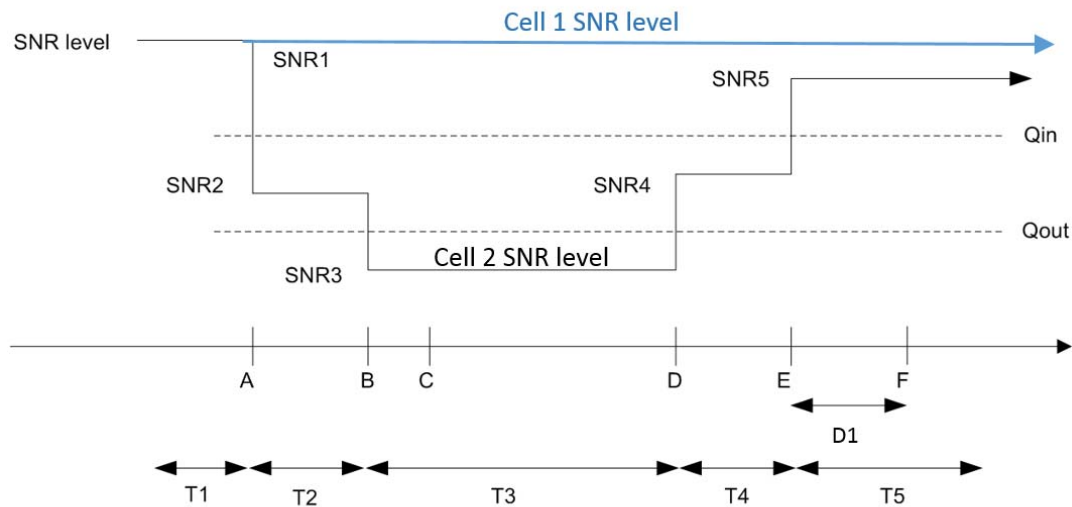 Cell 1 SNR level
SNR level
SNR1
SNR5
Qin
SNR2
SNR4
Qout
Cell 2 SNR level
SNR3
A B C D E F
D1
T1 T2 T3 T4 T5